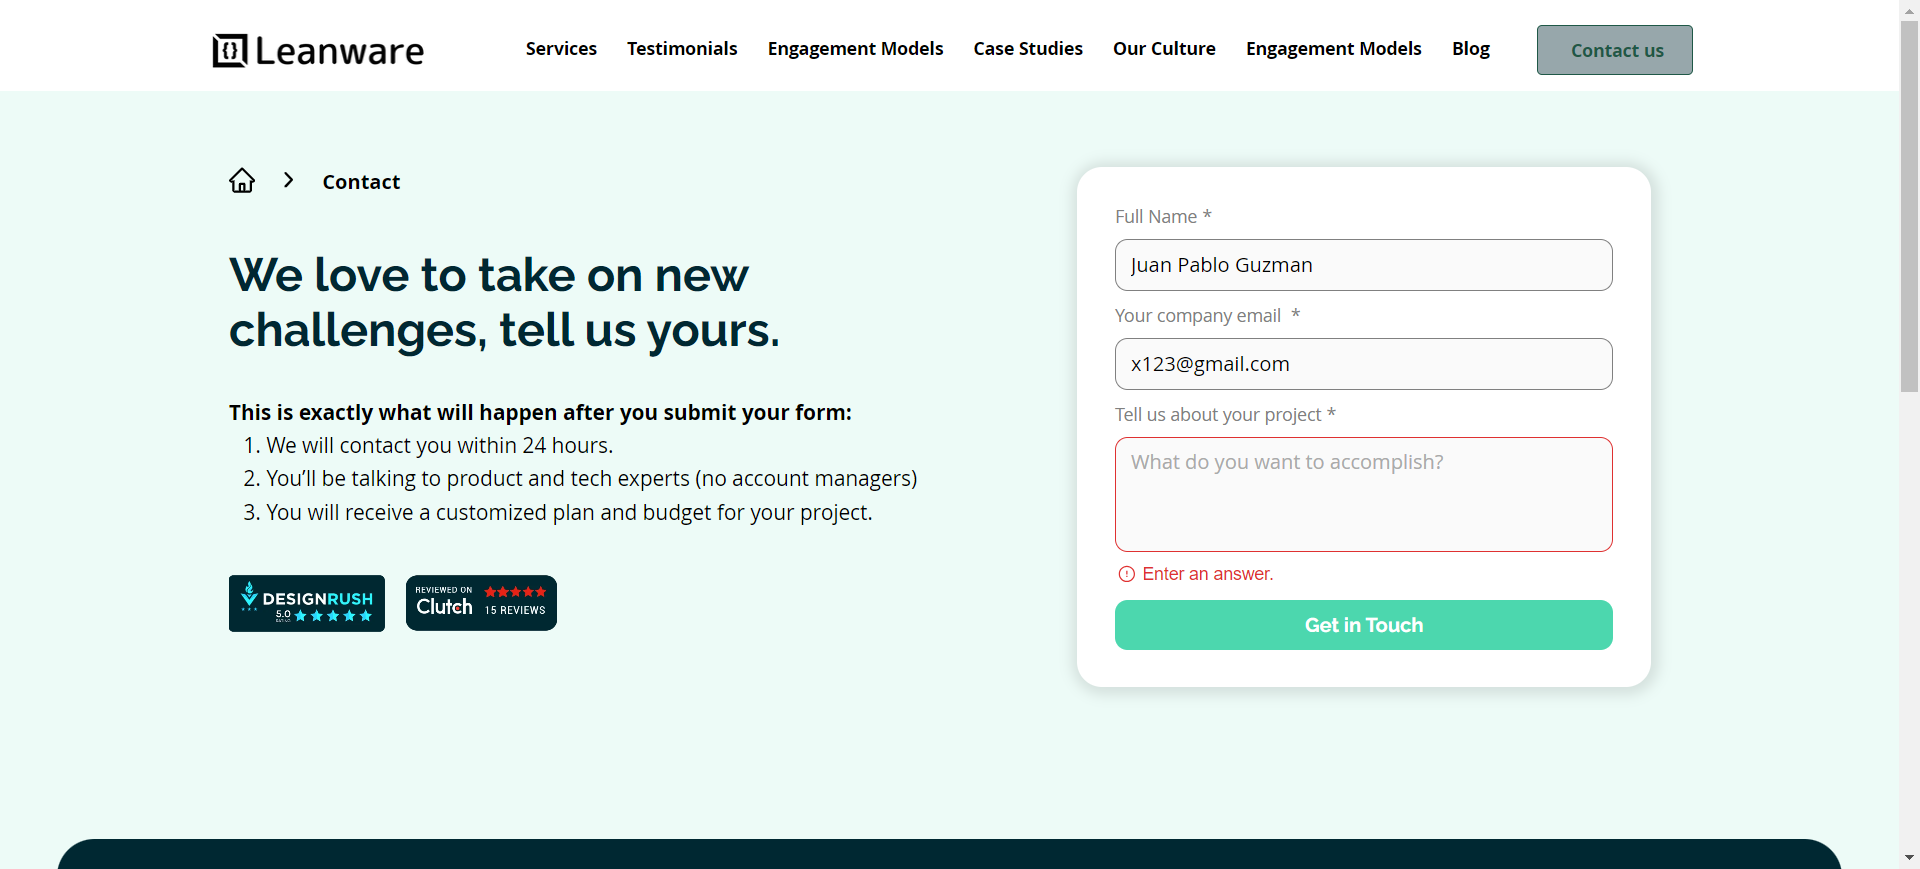 Leanware
Services Testimonials Engagement Models Case Studies Our Culture Engagement Models Blog Contact us
Contact
We love to take on new
challenges, tell us yours.
This is exactly what will happen after you submit your form:
1. We will contact you within 24 hours.
2. You’ll be talking to product and tech experts (no account managers)
3. You will receive a customized plan and budget for your project.
DESIGNRUSH
5.0
RATING
REVIEWED ON
Clutch
15 REVIEWS
Full Name *
Juan Pablo Guzman
Your company email *
x123@gmail.com
Tell us about your project *
What do you want to accomplish?
Enter an answer.
Get in Touch